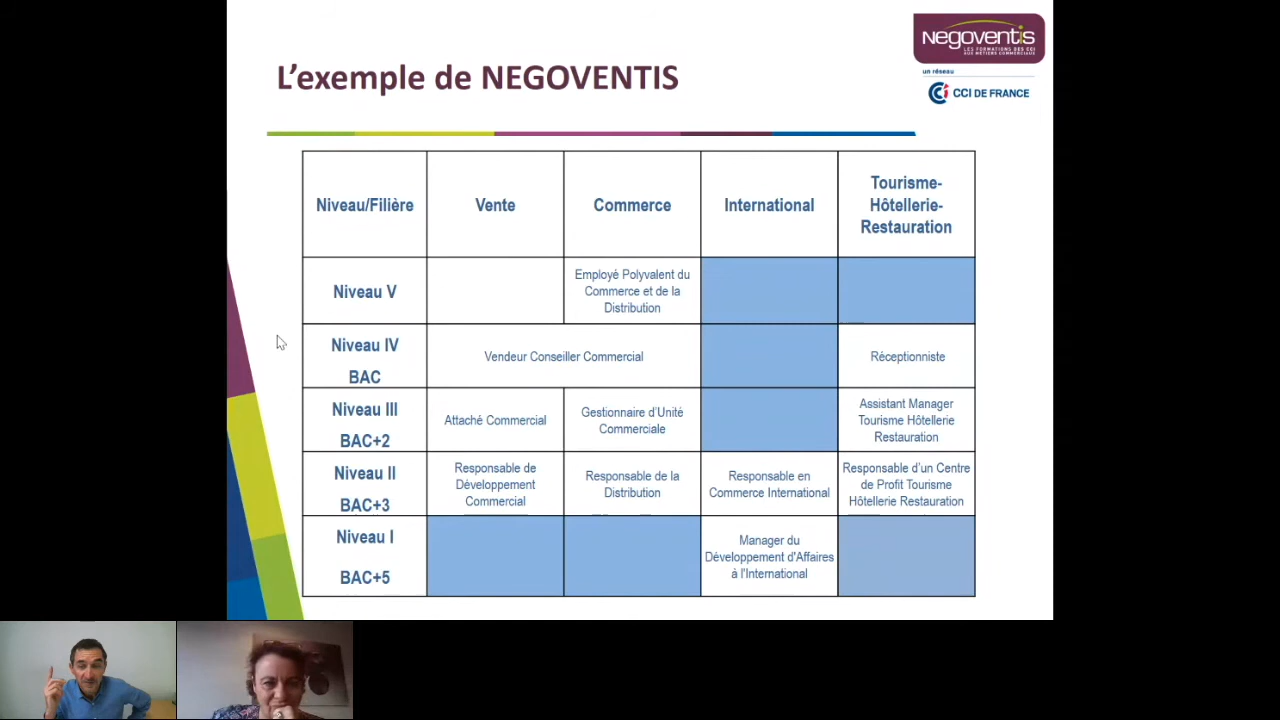 Negoventis
LES FORMATIONS DES CCI
AUX MÉTIERS COMMERCIAUX
un réseau
CCI DE FRANCE
L'exemple de NEGOVENTIS
Niveau/Filière
Vente
Commerce
International
Tourisme-
Hôtellerie-
Restauration
Niveau V
Employé Polyvalent du
Commerce et de la
Distribution
Niveau IV
BAC
Vendeur Conseiller Commercial
Réceptionniste
Niveau III
BAC+2
Attaché Commercial
Gestionnaire d'Unité
Commerciale
Assistant Manager
Tourisme Hôtellerie
Restauration
Niveau II
BAC+3
Responsable de
Développement
Commercial
Responsable de la
Distribution
Responsable en
Commerce International
Responsable d'un Centre
de Profit Tourisme
Hôtellerie Restauration
Niveau I
BAC+5
Manager du
Développement d'Affaires
à l'International